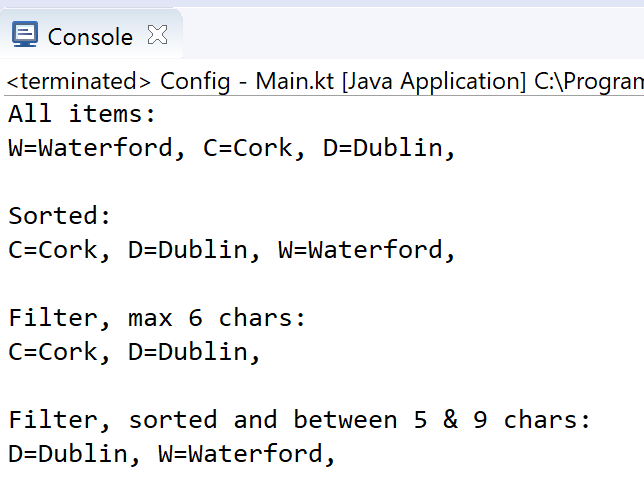 Console
<terminated> Config - Main.kt [Java Application] C:\Program
All items:
W=Waterford, C=Cork, D=Dublin,
Sorted:
C=Cork, D=Dublin, W=Waterford,
Filter, max 6 chars:
C=Cork, D=Dublin,
Filter, sorted and between 5 & 9 chars:
D=Dublin, W=Waterford,